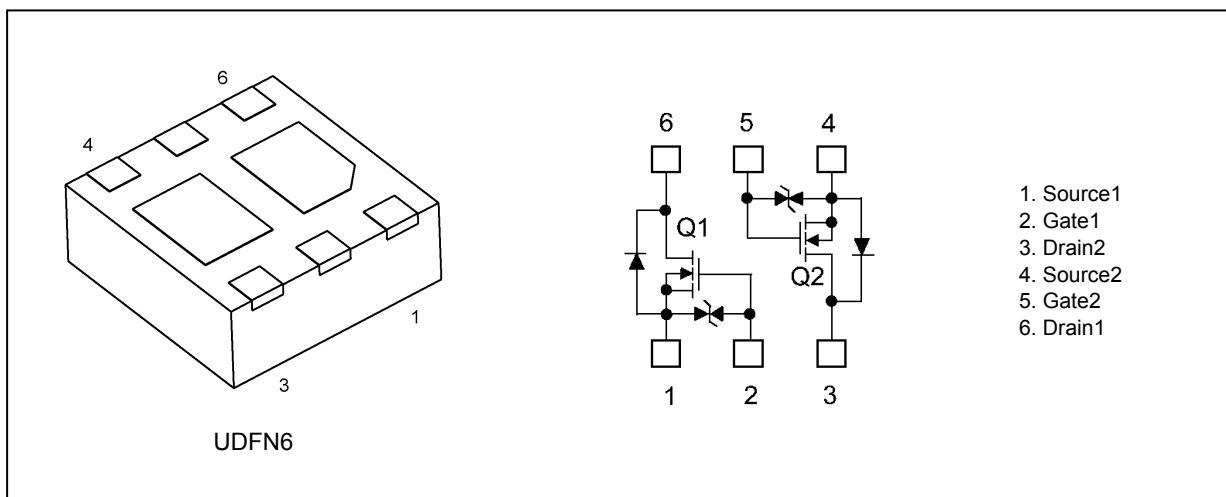 6
4
1
3
UDFN6
6 5 4
Q1
Q2
1 2 3
1. Source1
2. Gate1
3. Drain2
4. Source2
5. Gate2
6. Drain1